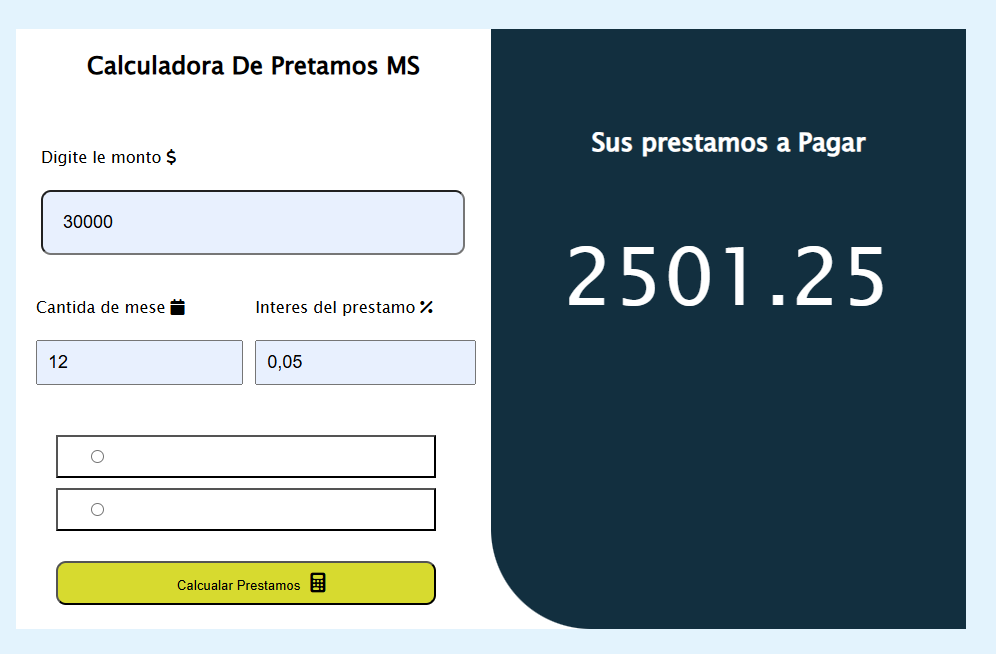 Calculadora De Pretamos MS
Digite le monto $
30000
Cantida de mese
Interes del prestamo %
12
0,05
Calcualar Prestamos
Sus prestamos a Pagar
2501.25